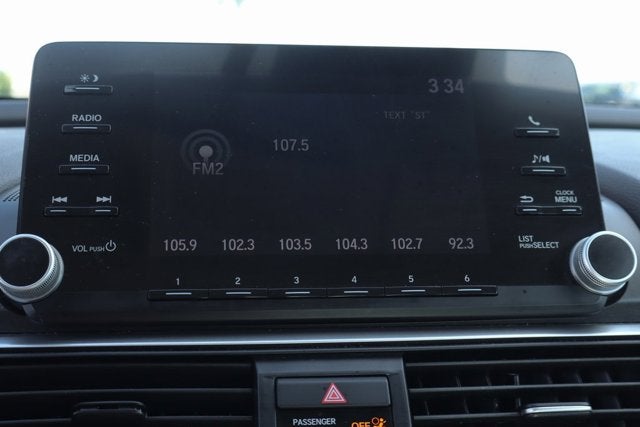 3 34
RADIO
TEXT "ST"
107.5
MEDIA
FM2
CLOCK
MENU
VOL PUSH
LIST
PUSH SELECT
105.9 102.3 103.5 104.3 102.7 92.3
1 2 3 4 5 6
PASSENGER
OFF